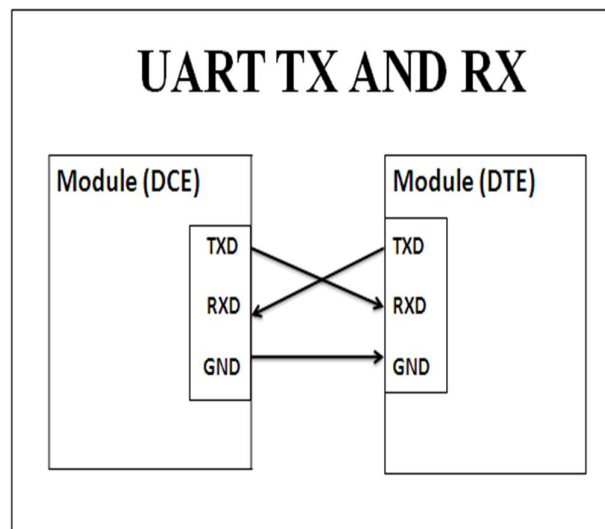 UART TX AND RX
Module (DCE)
TXD
RXD
GND
Module (DTE)
TXD
RXD
GND